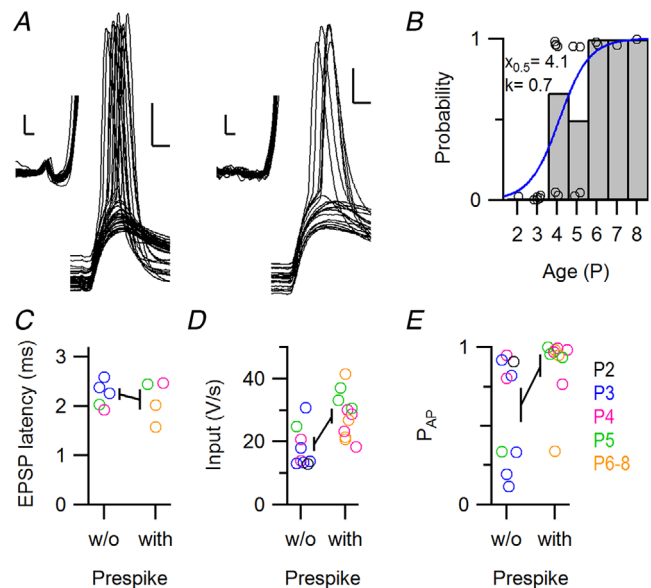 A
B
Probability
1
0
x0.5= 4.1
k= 0.7
2 3 4 5 6 7 8
Age (P)
C
EPSP latency (ms)
3
2
1
0
w/o with
Prespike
D
Input (V/s)
40
20
0
w/o with
Prespike
E
PAP
1
0
w/o with
Prespike
P2
P3
P4
P5
P6-8